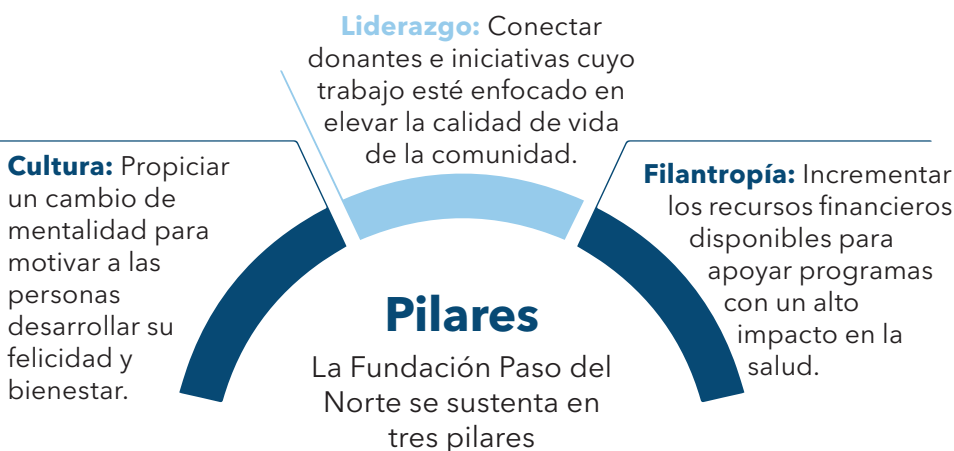 Liderazgo: Conectar
donantes e iniciativas cuyo
trabajo esté enfocado en
elevar la calidad de vida
de la comunidad.
Cultura: Propiciar
un cambio de
mentalidad para
motivar a las
personas
desarrollar su
felicidad y
bienestar.
Filantropía: Incrementar
los recursos financieros
disponibles para
apoyar programas
con un alto
impacto en la
salud.
Pilares
La Fundación Paso del
Norte se sustenta en
tres pilares